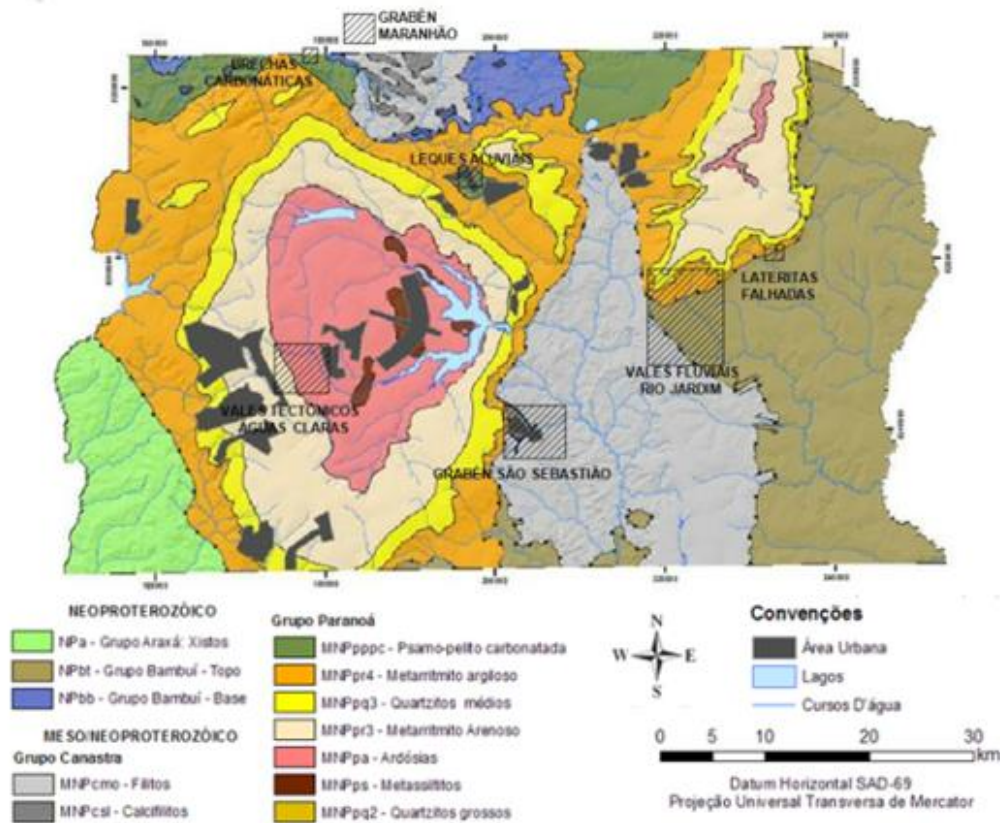 GRABÉN
MARANHÃO
BRECHAS
CARBONÁTICAS
LEQUES ALUVIAIS
LATERITAS
FALHADAS
VALES FLUVIAIS
RIO JARDIM
VALES TECTÔNICOS
AGUAS CLARAS
GRABÉN SÃO SEBASTIÃO
NEOPROTEROZÓICO
NPa - Grupo Araxá: Xistos
NPbt - Grupo Bambuí - Topo
NPbb - Grupo Bambuí - Base
MESO/NEOPROTEROZÓICO
Grupo Canastra
MNPcmo - Filitos
MNPcsl - Calcifilitos
Grupo Paranoá
MNPpppc - Psamo-pelito carbonatada
MNPpr4 - Metarritmito argiloso
MNPpq3 - Quartzitos médios
MNPpr3 - Metarritmito Arenoso
MNPpa - Ardósias
MNPps - Metassiltitos
MNPpq2 - Quartzitos grossos
N
W E
S
Convenções
Área Urbana
Lagos
Cursos D'água
0 5 10 20 30
km
Datum Horizontal SAD-69
Projeção Universal Transversa de Mercator